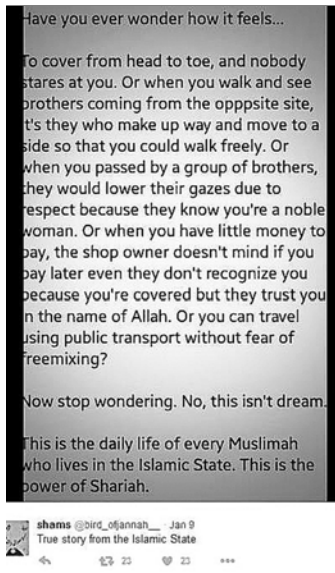 Have you ever wonder how it feels...
To cover from head to toe, and nobody
stares at you. Or when you walk and see
brothers coming from the opppsite site,
it's they who make up way and move to a
side so that you could walk freely. Or
when you passed by a group of brothers,
they would lower their gazes due to
respect because they know you're a noble
woman. Or when you have little money to
pay, the shop owner doesn't mind if you
pay later even they don't recognize you
because you're covered but they trust you
in the name of Allah. Or you can travel
using public transport without fear of
freemixing?
Now stop wondering. No, this isn't dream.
This is the daily life of every Muslimah
who lives in the Islamic State. This is the
power of Shariah.
shams @bird_ofjannah__ · Jan 9
True story from the Islamic State
23 23